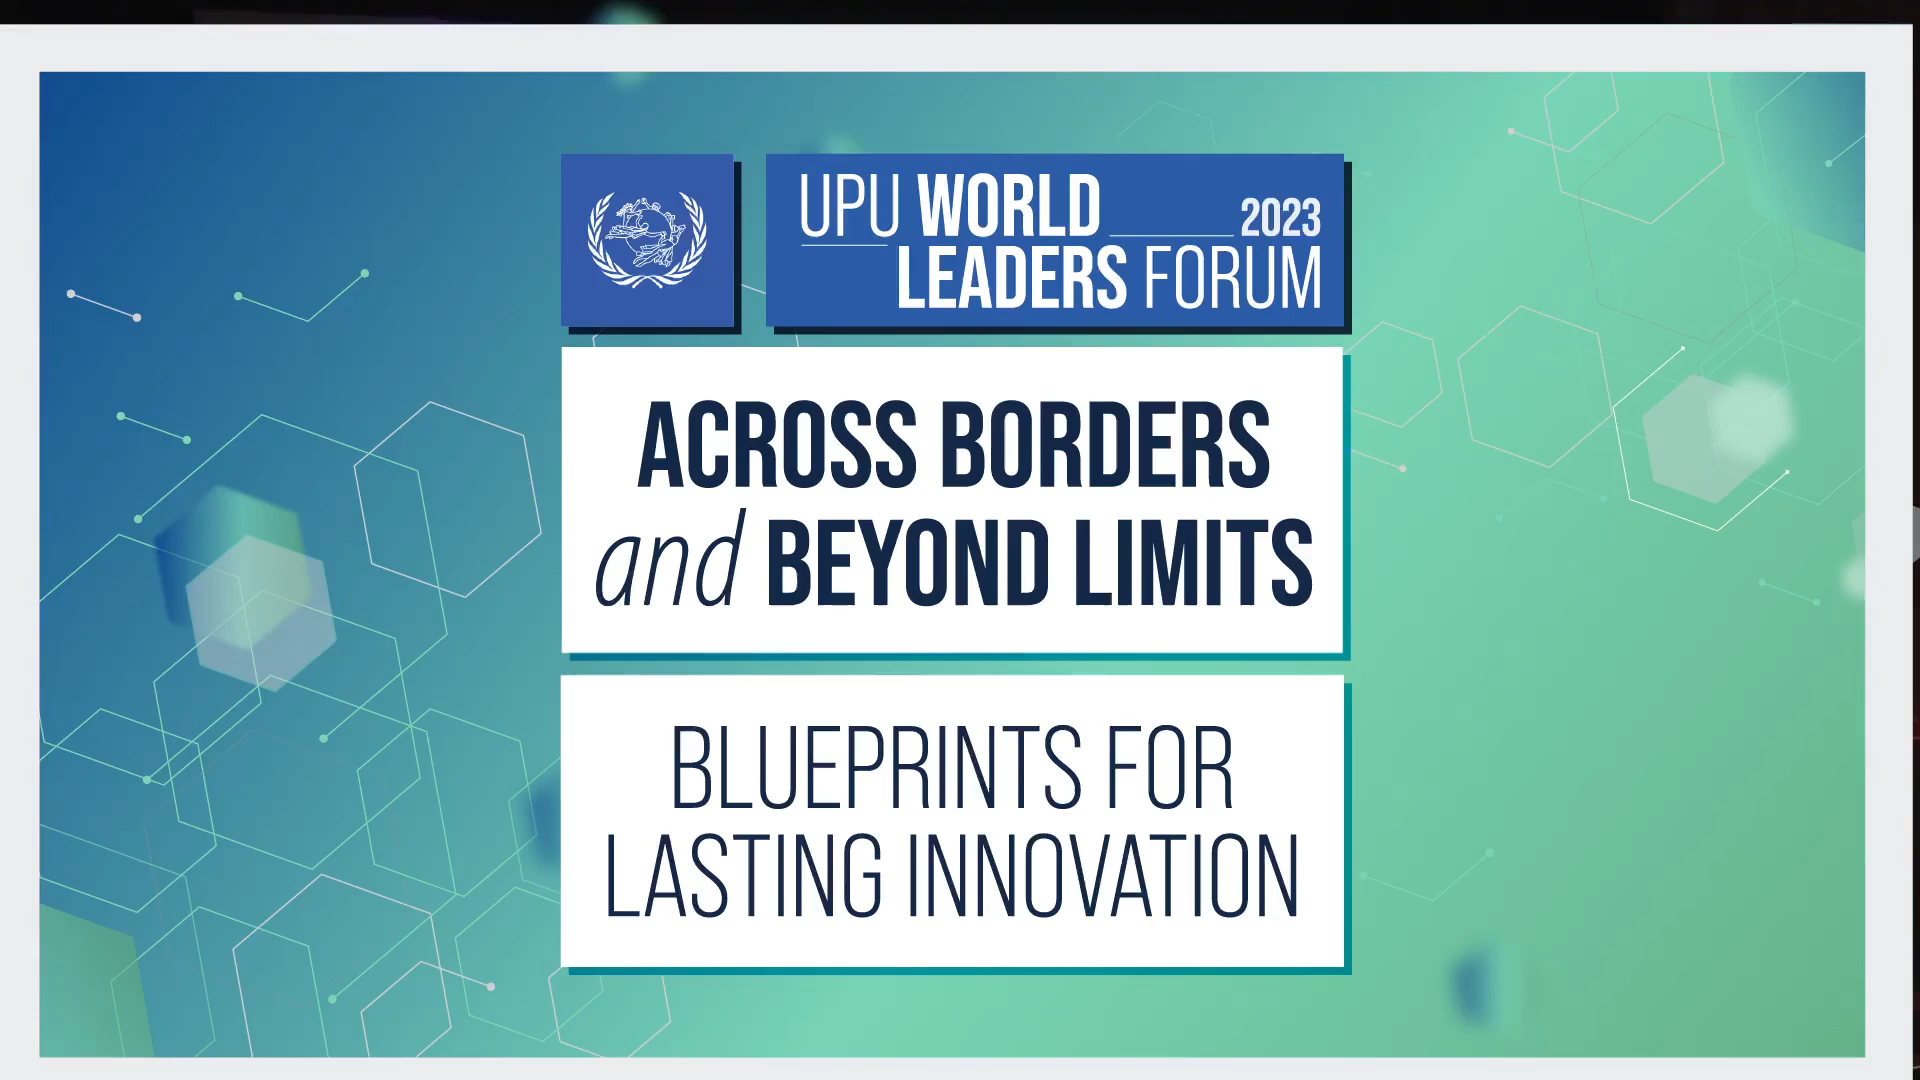 UPU WORLD 2023
LEADERS FORUM
ACROSS BORDERS
and BEYOND LIMITS
BLUEPRINTS FOR
LASTING INNOVATION